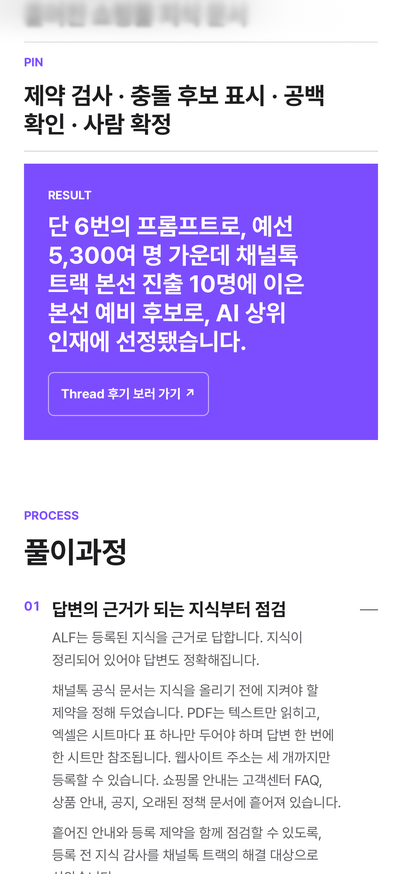 흩어진 쇼핑몰 지식 문서
PIN
제약 검사 · 충돌 후보 표시 · 공백
확인 · 사람 확정
RESULT
단 6번의 프롬프트로, 예선
5,300여 명 가운데 채널톡
트랙 본선 진출 10명에 이은
본선 예비 후보로, AI 상위
인재에 선정됐습니다.
Thread 후기 보러 가기 ↗
PROCESS
풀이과정
01 답변의 근거가 되는 지식부터 점검 —
ALF는 등록된 지식을 근거로 답합니다. 지식이
정리되어 있어야 답변도 정확해집니다.
채널톡 공식 문서는 지식을 올리기 전에 지켜야 할
제약을 정해 두었습니다. PDF는 텍스트만 읽히고,
엑셀은 시트마다 표 하나만 두어야 하며 답변 한 번에
한 시트만 참조됩니다. 웹사이트 주소는 세 개까지만
등록할 수 있습니다. 쇼핑몰 안내는 고객센터 FAQ,
상품 안내, 공지, 오래된 정책 문서에 흩어져 있습니다.
흩어진 안내와 등록 제약을 함께 점검할 수 있도록,
등록 전 지식 감사를 채널톡 트랙의 해결 대상으로